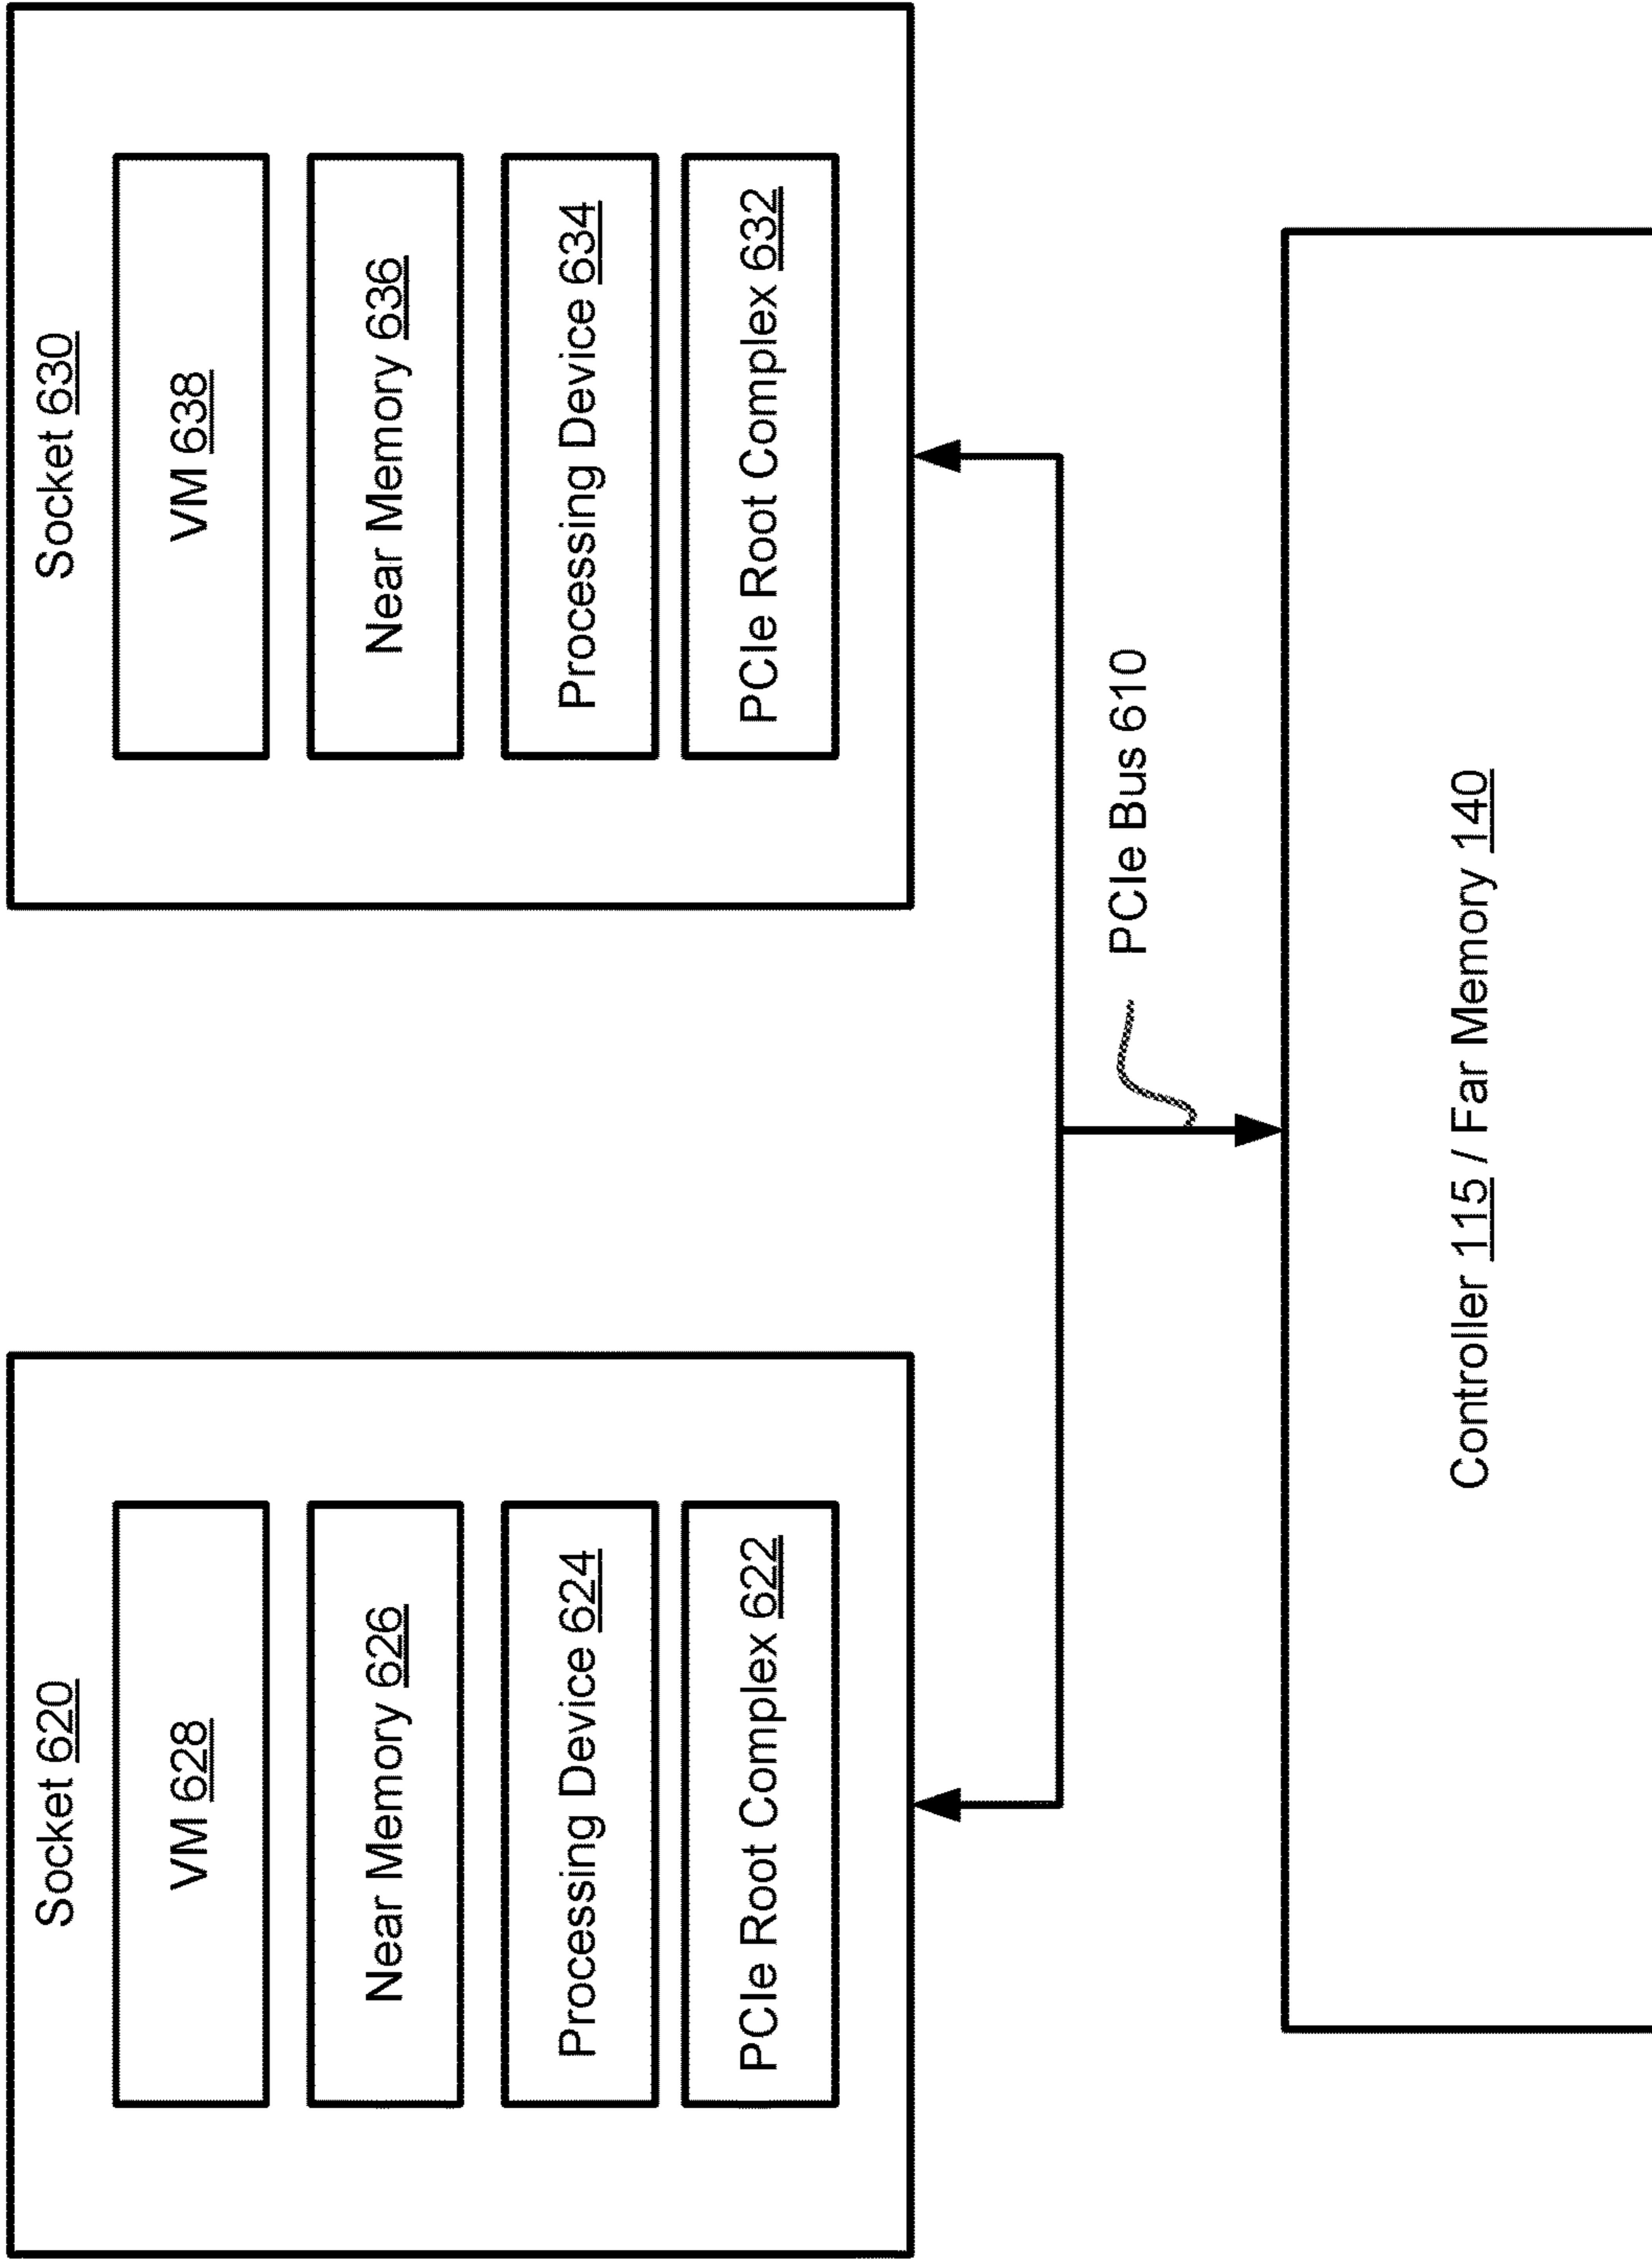 Socket 620
VM 628
Near Memory 626
Processing Device 624
PCIe Root Complex 622
Socket 630
VM 638
Near Memory 636
Processing Device 634
PCIe Root Complex 632
PCIe Bus 610
Controller 115 / Far Memory 140